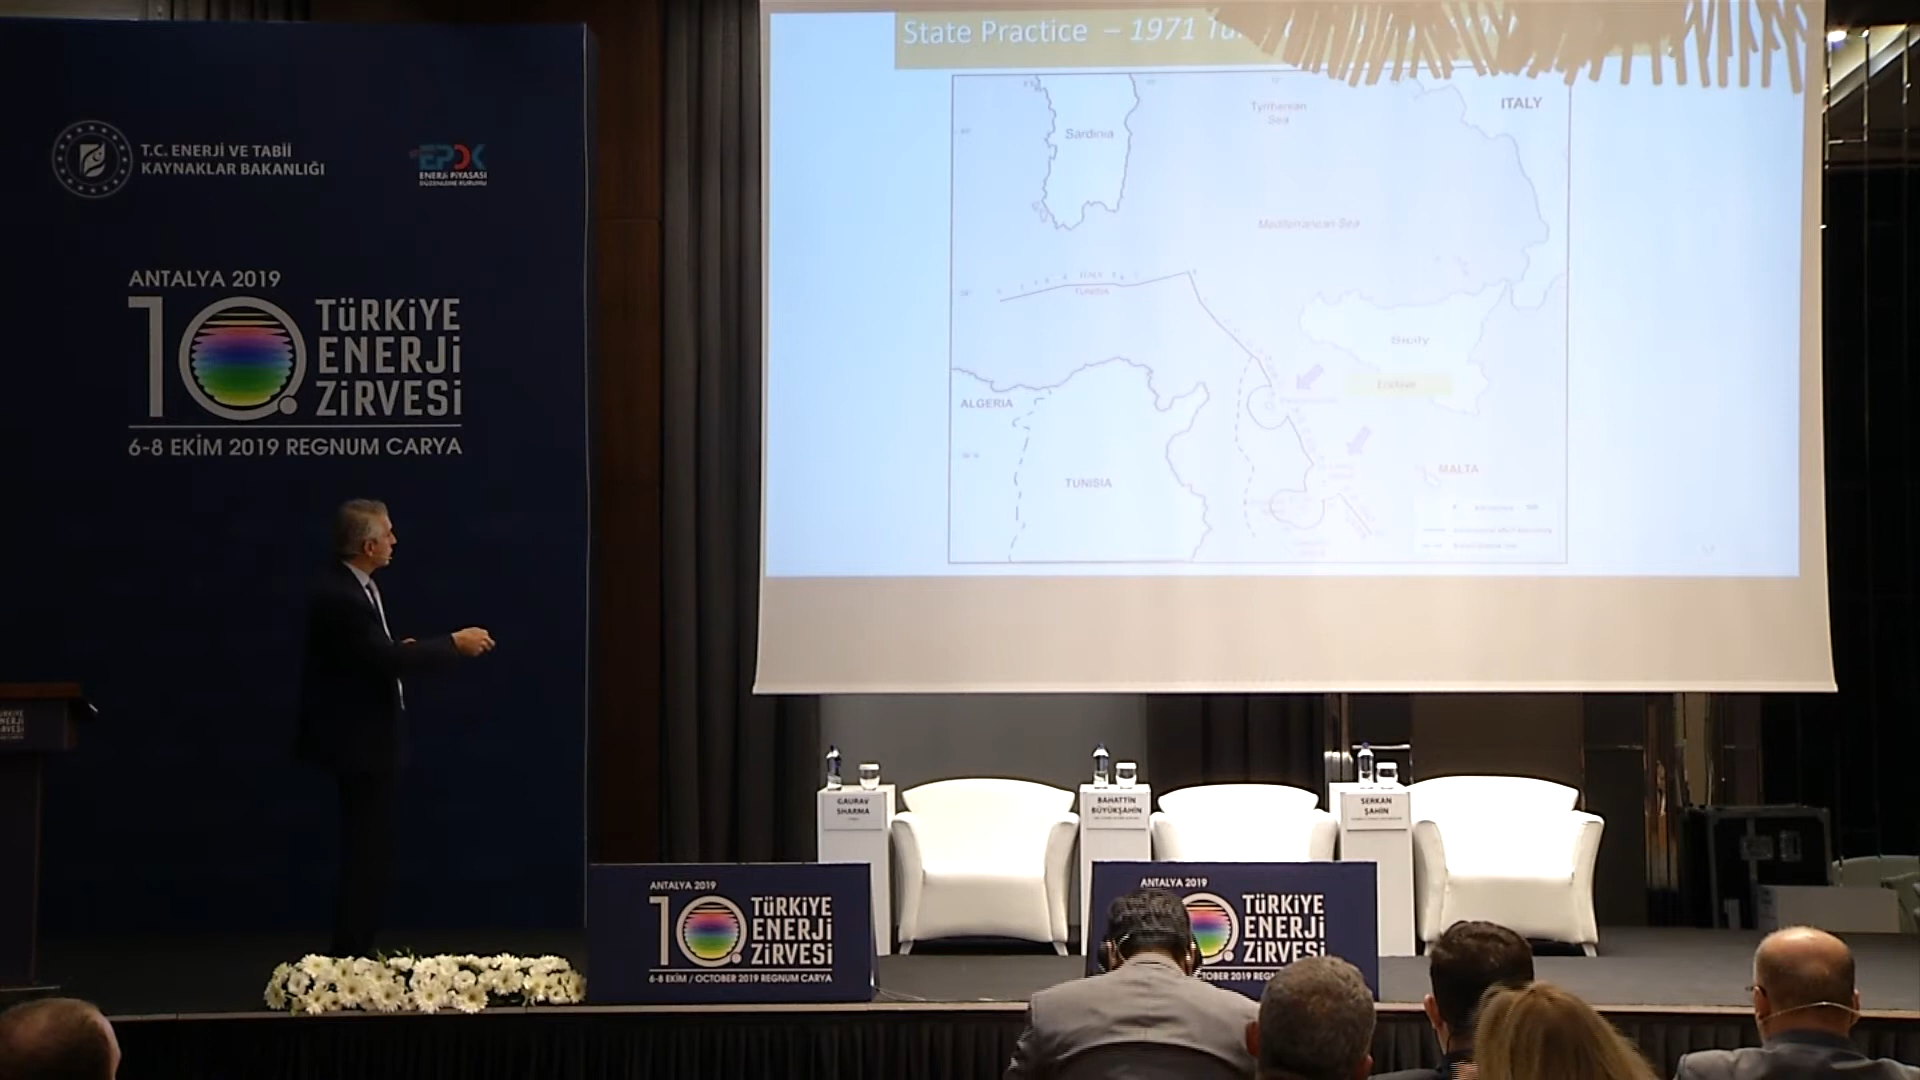 T.C. ENERJİ VE TABİİ
KAYNAKLAR BAKANLIĞI
EPDK
ENERJİ PİYASASI
DÜZENLEME KURUMU
ANTALYA 2019
10. TÜRKİYE
ENERJİ
ZİRVESİ
6-8 EKİM 2019 REGNUM CARYA
State Practice – 1971
ITALY
Tyrrhenian
Sea
Sardinia
Mediterranean Sea
ITALY
TUNISIA
Sicily
Enclave
ALGERIA
MALTA
TUNISIA
GAURAV
SHARMA
BAHATTİN
BÜYÜKŞAHİN
SERKAN
ŞAHİN
ANTALYA 2019
10. TÜRKİYE
ENERJİ
ZİRVESİ
6-8 EKİM / OCTOBER 2019 REGNUM CARYA
ANTALYA 2019
TÜRKİYE
ENERJİ
ZİRVESİ